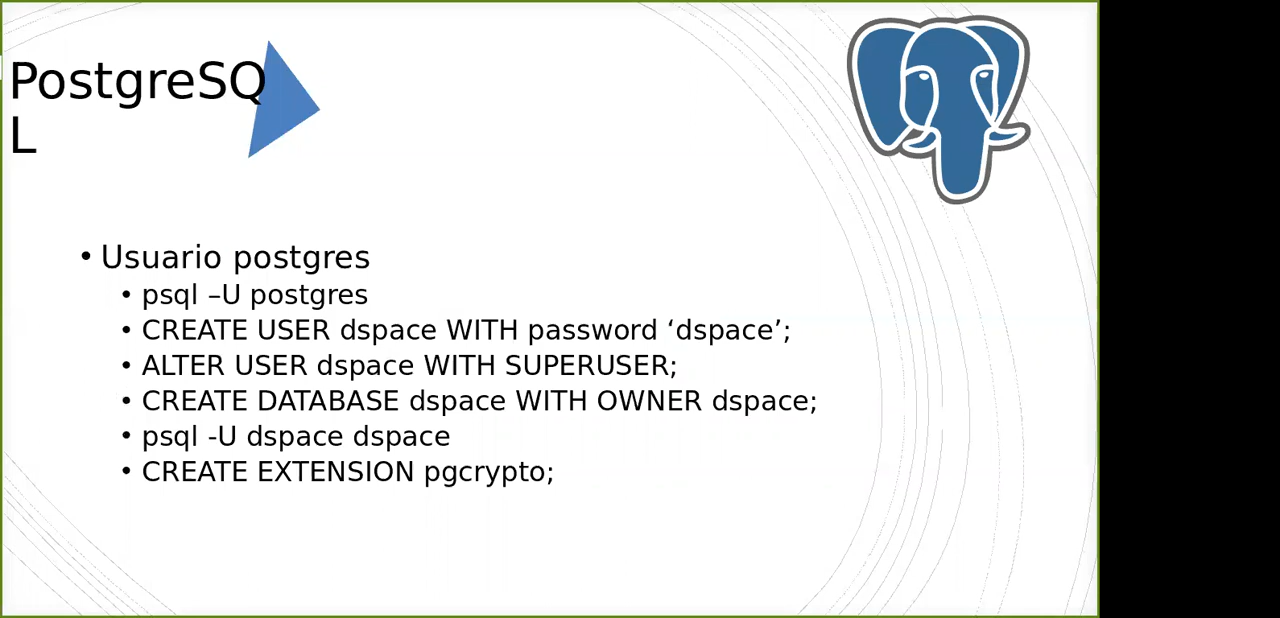 PostgreSQ
L
• Usuario postgres
• psql –U postgres
• CREATE USER dspace WITH password ‘dspace’;
• ALTER USER dspace WITH SUPERUSER;
• CREATE DATABASE dspace WITH OWNER dspace;
• psql -U dspace dspace
• CREATE EXTENSION pgcrypto;